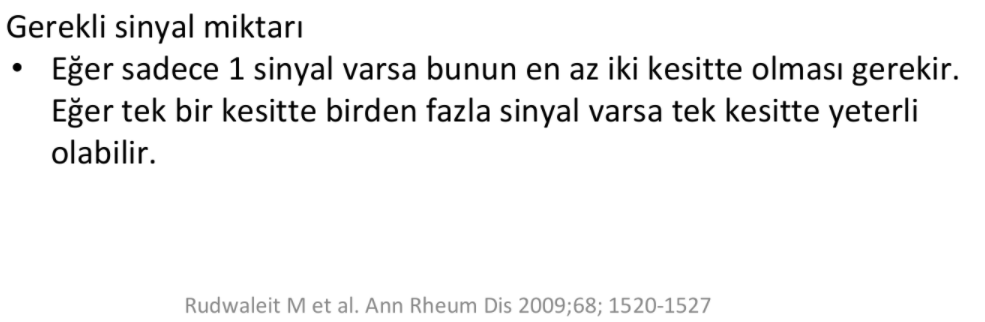 Gerekli sinyal miktarı
• Eğer sadece 1 sinyal varsa bunun en az iki kesitte olması gerekir.
Eğer tek bir kesitte birden fazla sinyal varsa tek kesitte yeterli
olabilir.
Rudwaleit M et al. Ann Rheum Dis 2009;68; 1520-1527